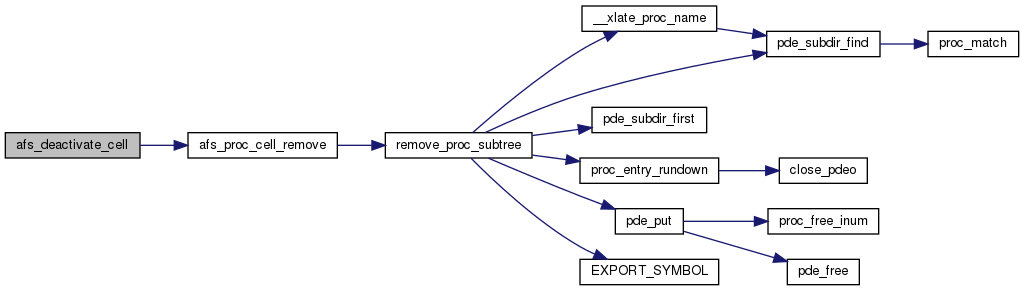 afs_deactivate_cell
afs_proc_cell_remove
remove_proc_subtree
__xlate_proc_name
pde_subdir_find
proc_match
pde_subdir_first
proc_entry_rundown
close_pdeo
pde_put
proc_free_inum
pde_free
EXPORT_SYMBOL